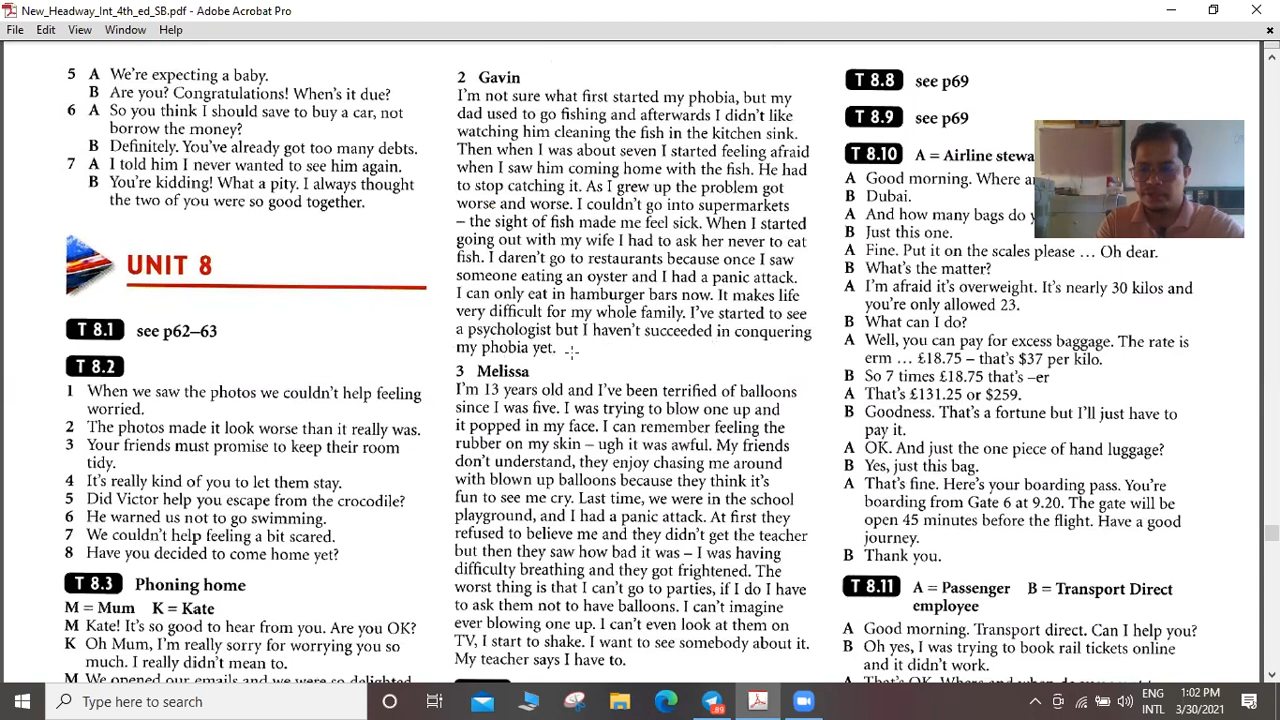 New_Headway_Int_4th_ed_SB.pdf - Adobe Acrobat Pro
File Edit View Window Help
5 A We're expecting a baby.
B Are you? Congratulations! When's it due?
6 A So you think I should save to buy a car, not
borrow the money?
B Definitely. You've already got too many debts.
7 A I told him I never wanted to see him again.
B You're kidding! What a pity. I always thought
the two of you were so good together.
UNIT 8
T 8.1 see p62–63
T 8.2
1 When we saw the photos we couldn't help feeling
worried.
2 The photos made it look worse than it really was.
3 Your friends must promise to keep their room
tidy.
4 It's really kind of you to let them stay.
5 Did Victor help you escape from the crocodile?
6 He warned us not to go swimming.
7 We couldn't help feeling a bit scared.
8 Have you decided to come home yet?
T 8.3 Phoning home
M = Mum K = Kate
M Kate! It's so good to hear from you. Are you OK?
K Oh Mum, I'm really sorry for worrying you so
much. I really didn't mean to.
M We opened our emails and we were so delighted
2 Gavin
I'm not sure what first started my phobia, but my
dad used to go fishing and afterwards I didn't like
watching him cleaning the fish in the kitchen sink.
Then when I was about seven I started feeling afraid
when I saw him coming home with the fish. He had
to stop catching it. As I grew up the problem got
worse and worse. I couldn't go into supermarkets
– the sight of fish made me feel sick. When I started
going out with my wife I had to ask her never to eat
fish. I daren't go to restaurants because once I saw
someone eating an oyster and I had a panic attack.
I can only eat in hamburger bars now. It makes life
very difficult for my whole family. I've started to see
a psychologist but I haven't succeeded in conquering
my phobia yet.
3 Melissa
I'm 13 years old and I've been terrified of balloons
since I was five. I was trying to blow one up and
it popped in my face. I can remember feeling the
rubber on my skin – ugh it was awful. My friends
don't understand, they enjoy chasing me around
with blown up balloons because they think it's
fun to see me cry. Last time, we were in the school
playground, and I had a panic attack. At first they
refused to believe me and they didn't get the teacher
but then they saw how bad it was – I was having
difficulty breathing and they got frightened. The
worst thing is that I can't go to parties, if I do I have
to ask them not to have balloons. I can't imagine
ever blowing one up. I can't even look at them on
TV, I start to shake. I want to see somebody about it.
My teacher says I have to.
T 8.8 see p69
T 8.9 see p69
T 8.10 A = Airline stewa
A Good morning. Where a
B Dubai.
A And how many bags do y
B Just this one.
A Fine. Put it on the scales please … Oh dear.
B What's the matter?
A I'm afraid it's overweight. It's nearly 30 kilos and
you're only allowed 23.
B What can I do?
A Well, you can pay for excess baggage. The rate is
erm … £18.75 – that's $37 per kilo.
B So 7 times £18.75 that's –er
A That's £131.25 or $259.
B Goodness. That's a fortune but I'll just have to
pay it.
A OK. And just the one piece of hand luggage?
B Yes, just this bag.
A That's fine. Here's your boarding pass. You're
boarding from Gate 6 at 9.20. The gate will be
open 45 minutes before the flight. Have a good
journey.
B Thank you.
T 8.11 A = Passenger B = Transport Direct
employee
A Good morning. Transport direct. Can I help you?
B Oh yes, I was trying to book rail tickets online
and it didn't work.
Type here to search
89
ENG
INTL
1:02 PM
3/30/2021